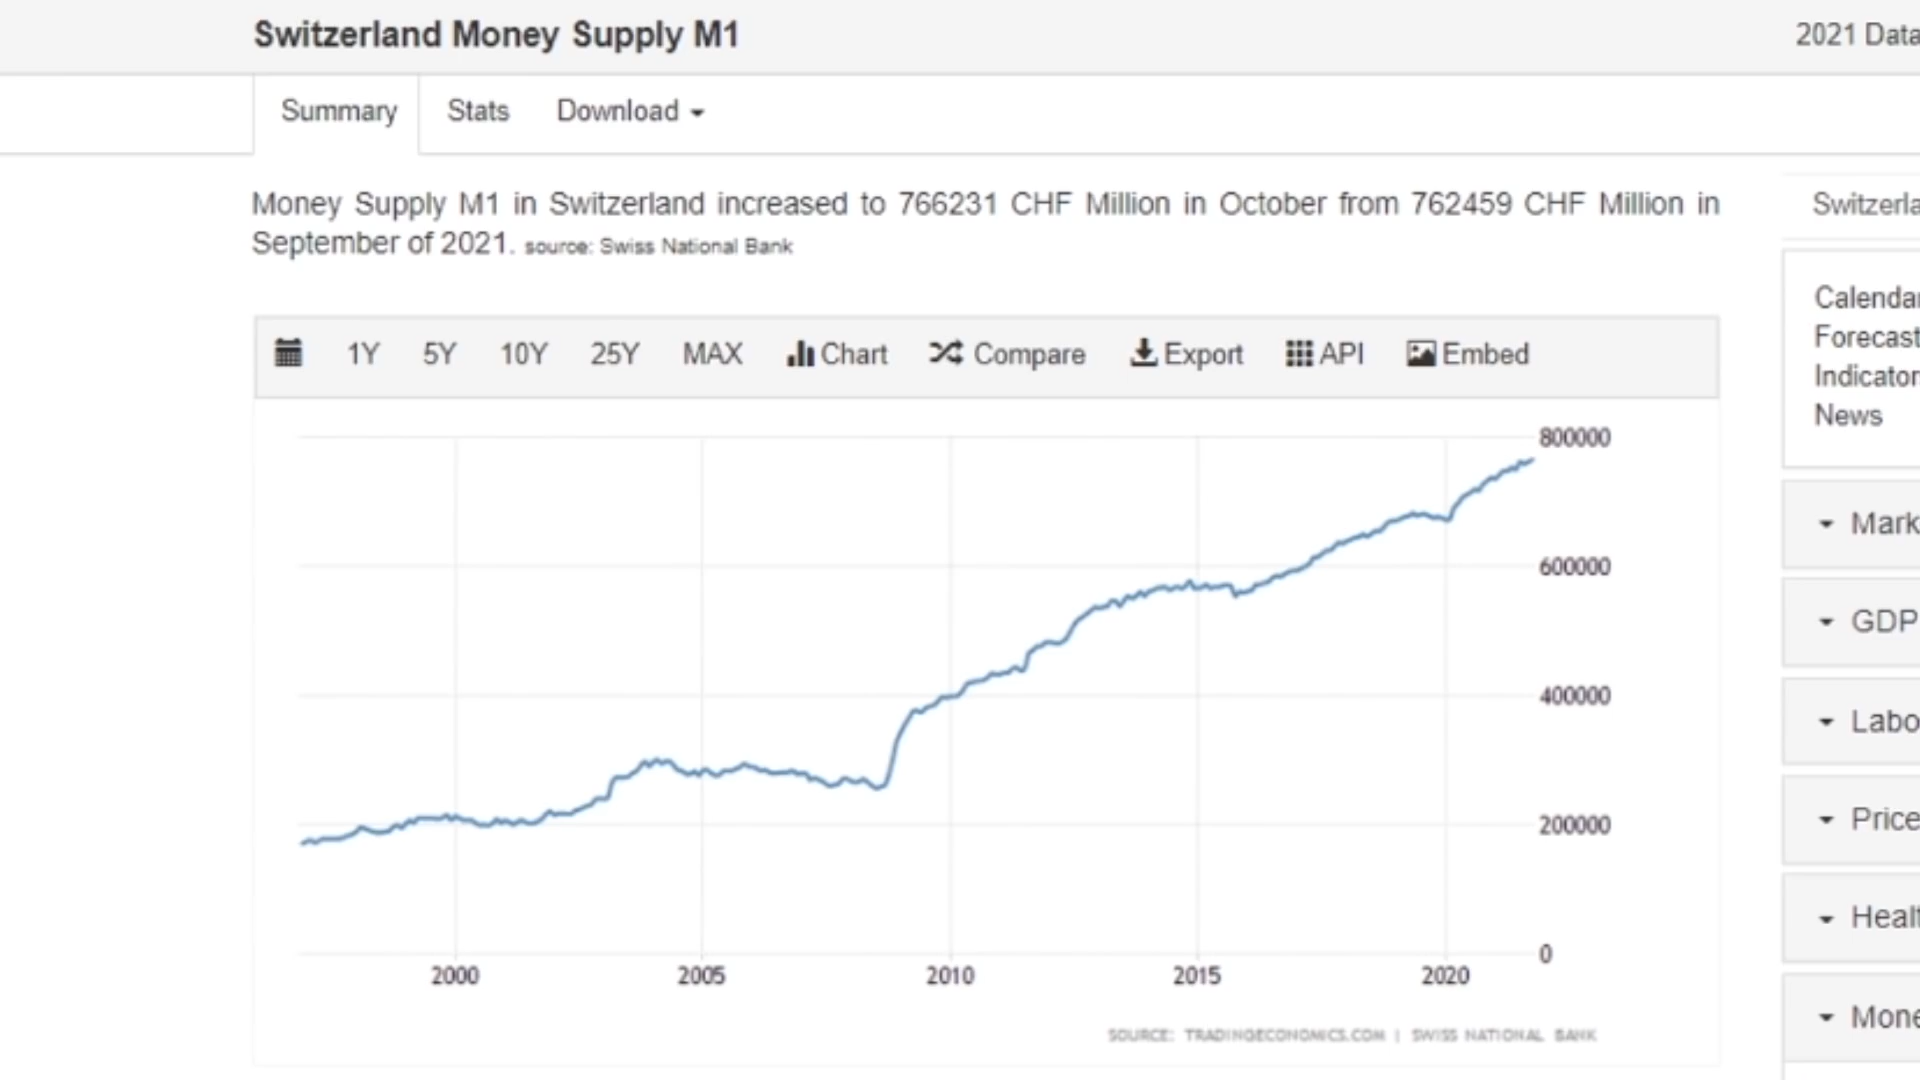 Switzerland Money Supply M1
2021 Data
Summary Stats Download
Money Supply M1 in Switzerland increased to 766231 CHF Million in October from 762459 CHF Million in
September of 2021. source: Swiss National Bank
1Y 5Y 10Y 25Y MAX Chart Compare Export API Embed
800000
600000
400000
200000
0
2000 2005 2010 2015 2020
SOURCE: TRADINGECONOMICS.COM | SWISS NATIONAL BANK
Switzerla
Calendar
Forecast
Indicator
News
Mark
GDP
Labo
Price
Healt
Mone